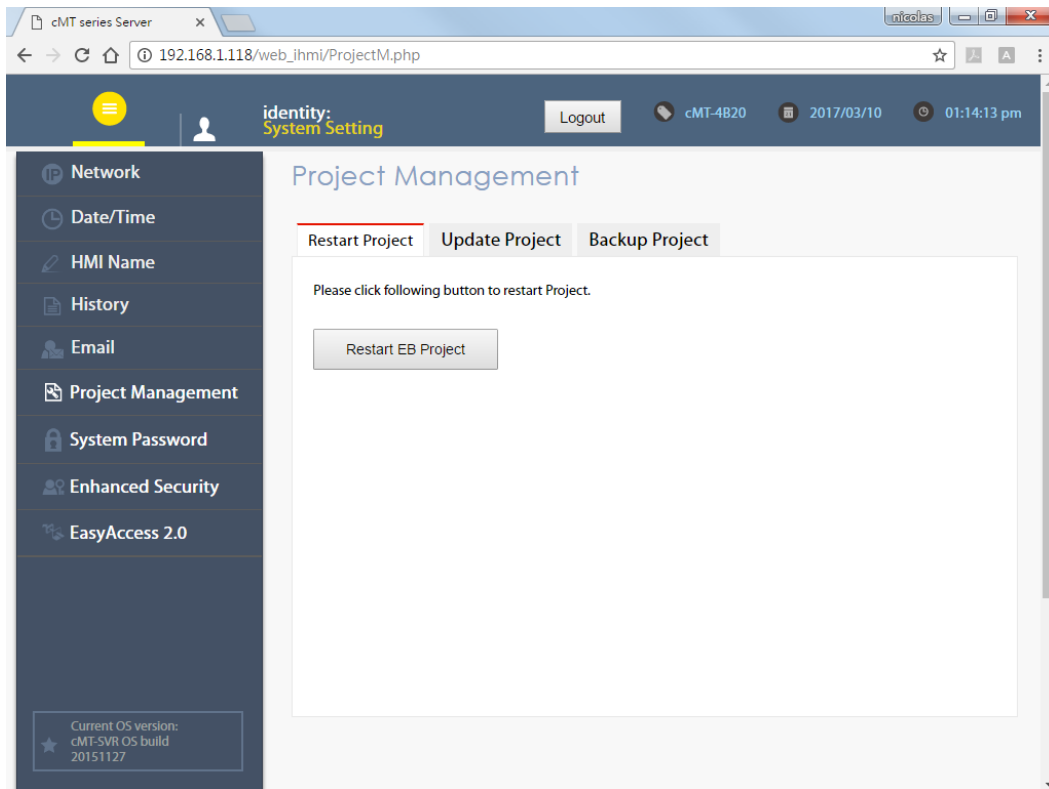 cMT series Server
nicolas
192.168.1.118/web_ihmi/ProjectM.php
identity:
System Setting
Logout
cMT-4B20
2017/03/10
01:14:13 pm
Network
Date/Time
HMI Name
History
Email
Project Management
System Password
Enhanced Security
EasyAccess 2.0
Current OS version:
cMT-SVR OS build
20151127
Project Management
Restart Project Update Project Backup Project
Please click following button to restart Project.
Restart EB Project